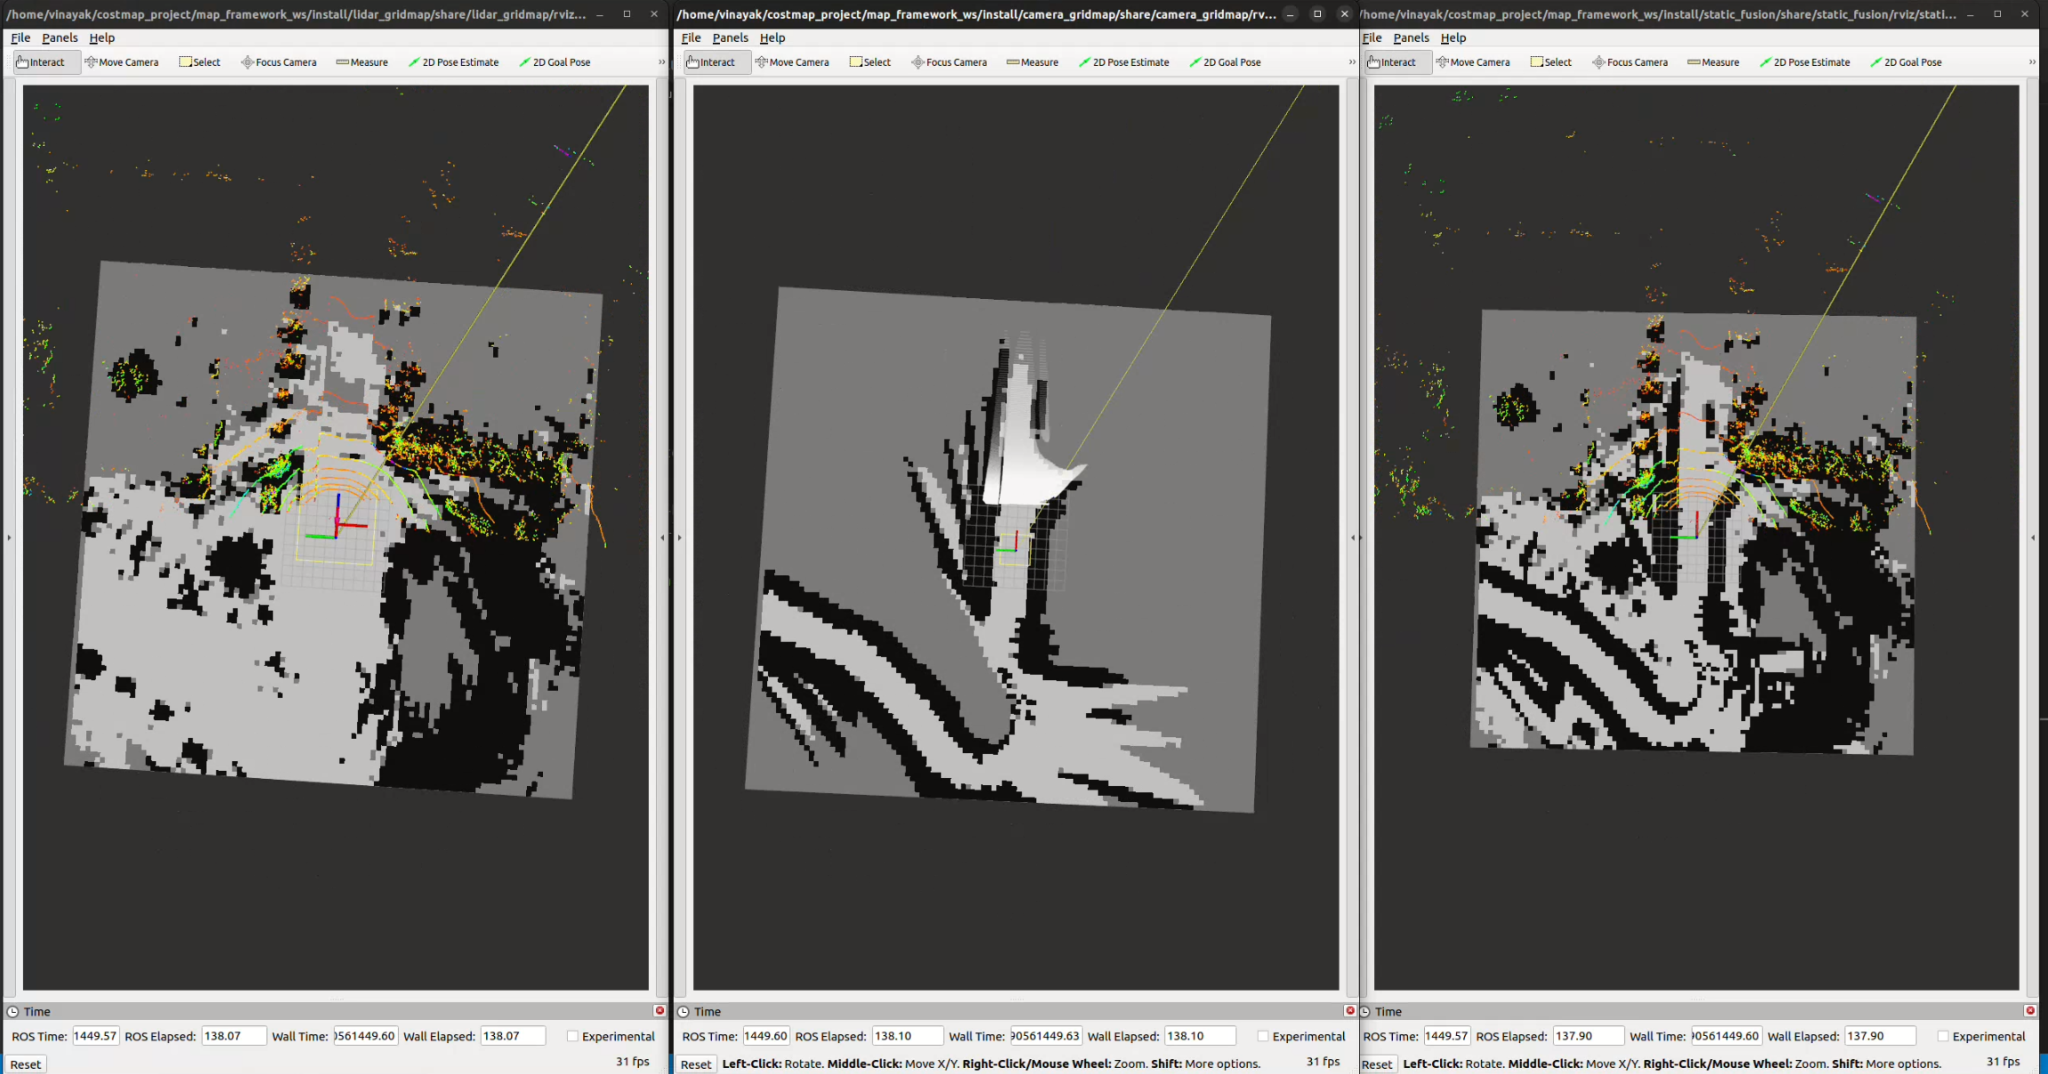 /home/vinayak/costmap_project/map_framework_ws/install/lidar_gridmap/share/lidar_gridmap/rviz...
File Panels Help
Interact Move Camera Select Focus Camera Measure 2D Pose Estimate 2D Goal Pose
Time
ROS Time: 1449.57 ROS Elapsed: 138.07 Wall Time: 0561449.60 Wall Elapsed: 138.07 Experimental
Reset 31 fps
/home/vinayak/costmap_project/map_framework_ws/install/camera_gridmap/share/camera_gridmap/rv...
File Panels Help
Interact Move Camera Select Focus Camera Measure 2D Pose Estimate 2D Goal Pose
Time
ROS Time: 1449.60 ROS Elapsed: 138.10 Wall Time: 90561449.63 Wall Elapsed: 138.10 Experimental
Reset Left-Click: Rotate. Middle-Click: Move X/Y. Right-Click/Mouse Wheel: Zoom. Shift: More options. 31 fps
/home/vinayak/costmap_project/map_framework_ws/install/static_fusion/share/static_fusion/rviz/stati...
File Panels Help
Interact Move Camera Select Focus Camera Measure 2D Pose Estimate 2D Goal Pose
Time
ROS Time: 1449.57 ROS Elapsed: 137.90 Wall Time: 0561449.60 Wall Elapsed: 137.90 Experimental
Reset Left-Click: Rotate. Middle-Click: Move X/Y. Right-Click/Mouse Wheel: Zoom. Shift: More options. 31 fps